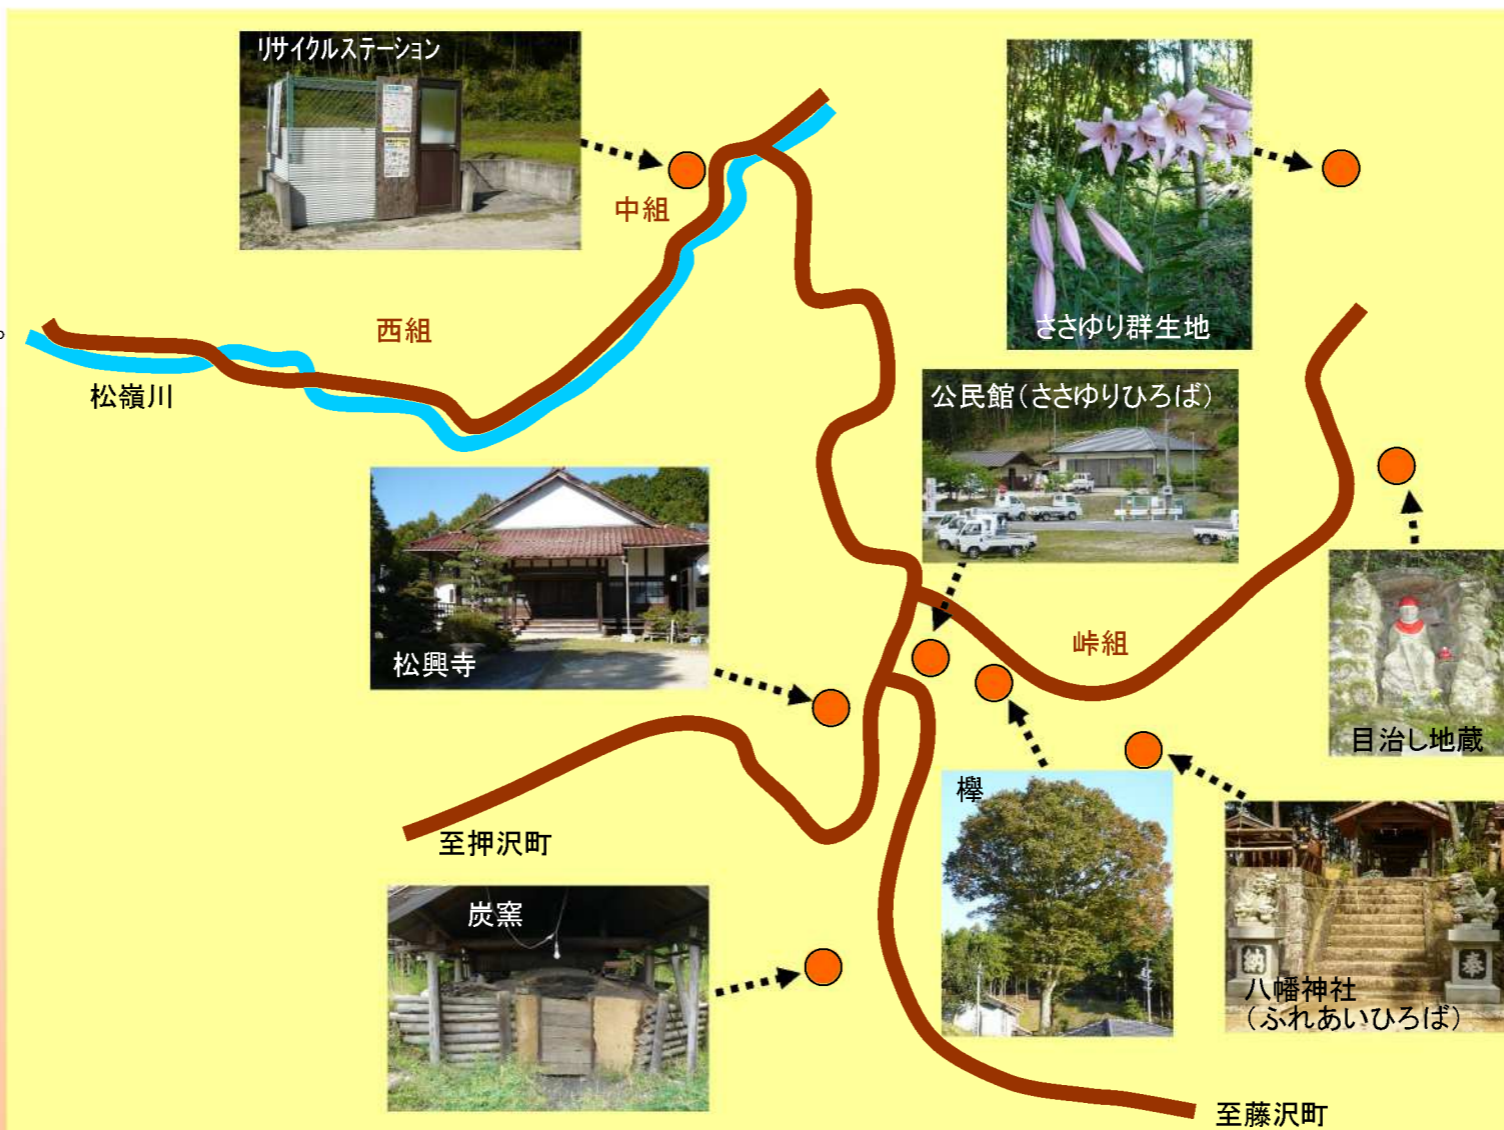 リサイクルステーション
中組
西組
松嶺川
ささゆり群生地
公民館(ささゆりひろば)
松興寺
峠組
目治し地蔵
至押沢町
欅
炭窯
納
奉
八幡神社
(ふれあいひろば)
至藤沢町